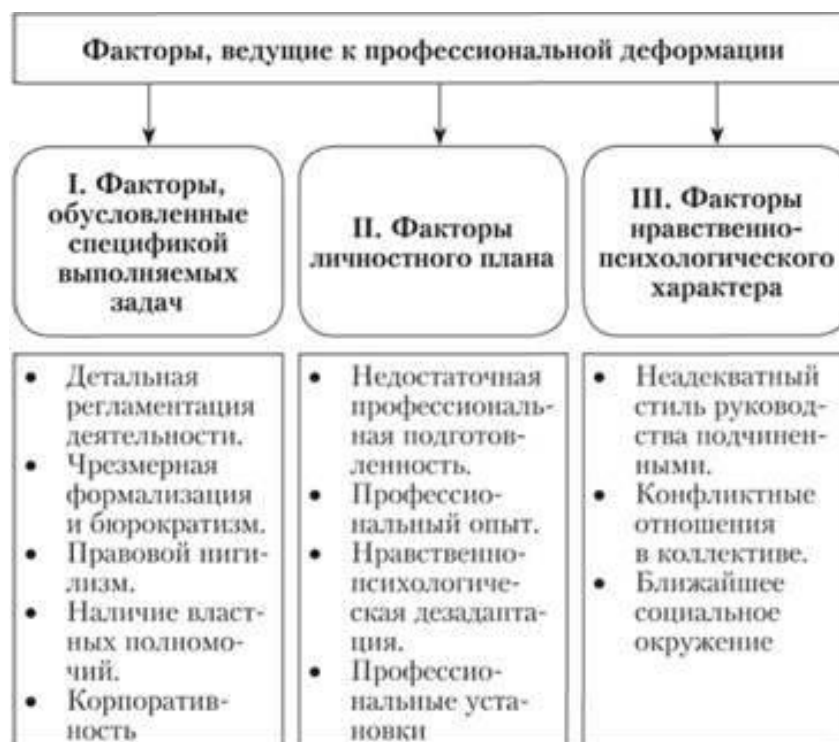 Факторы, ведущие к профессиональной деформации
I. Факторы,
обусловленные
спецификой
выполняемых
задач
II. Факторы
личностного плана
III. Факторы
нравственно-
психологического
характера
• Детальная
регламентация
деятельности.
• Чрезмерная
формализация
и бюрократизм.
• Правовой ниги-
лизм.
• Наличие власт-
ных полномо-
чий.
• Корпоратив-
ность
• Недостаточная
профессиональ-
ная подготов-
ленность.
• Профессио-
нальный опыт.
• Нравственно-
психологиче-
ская дезадапта-
ция.
• Профессио-
нальные уста-
новки
• Неадекватный
стиль руковод-
ства подчинен-
ными.
• Конфликтные
отношения
в коллективе.
• Ближайшее
социальное
окружение